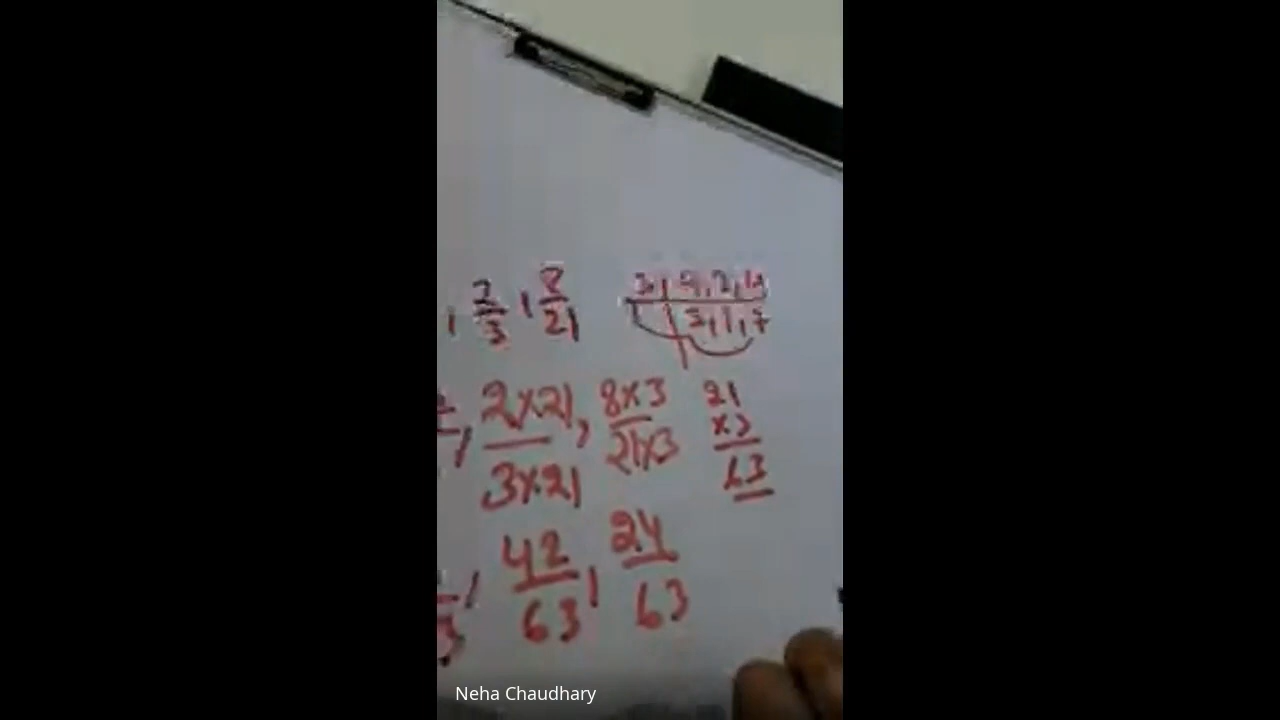 , 2/3 , 8/21 3 | 9, 3, 21
3, 1, 7
, 2×21/3×21 , 8×3/21×3 21
×3
63
, 42/63 , 24/63
Neha Chaudhary